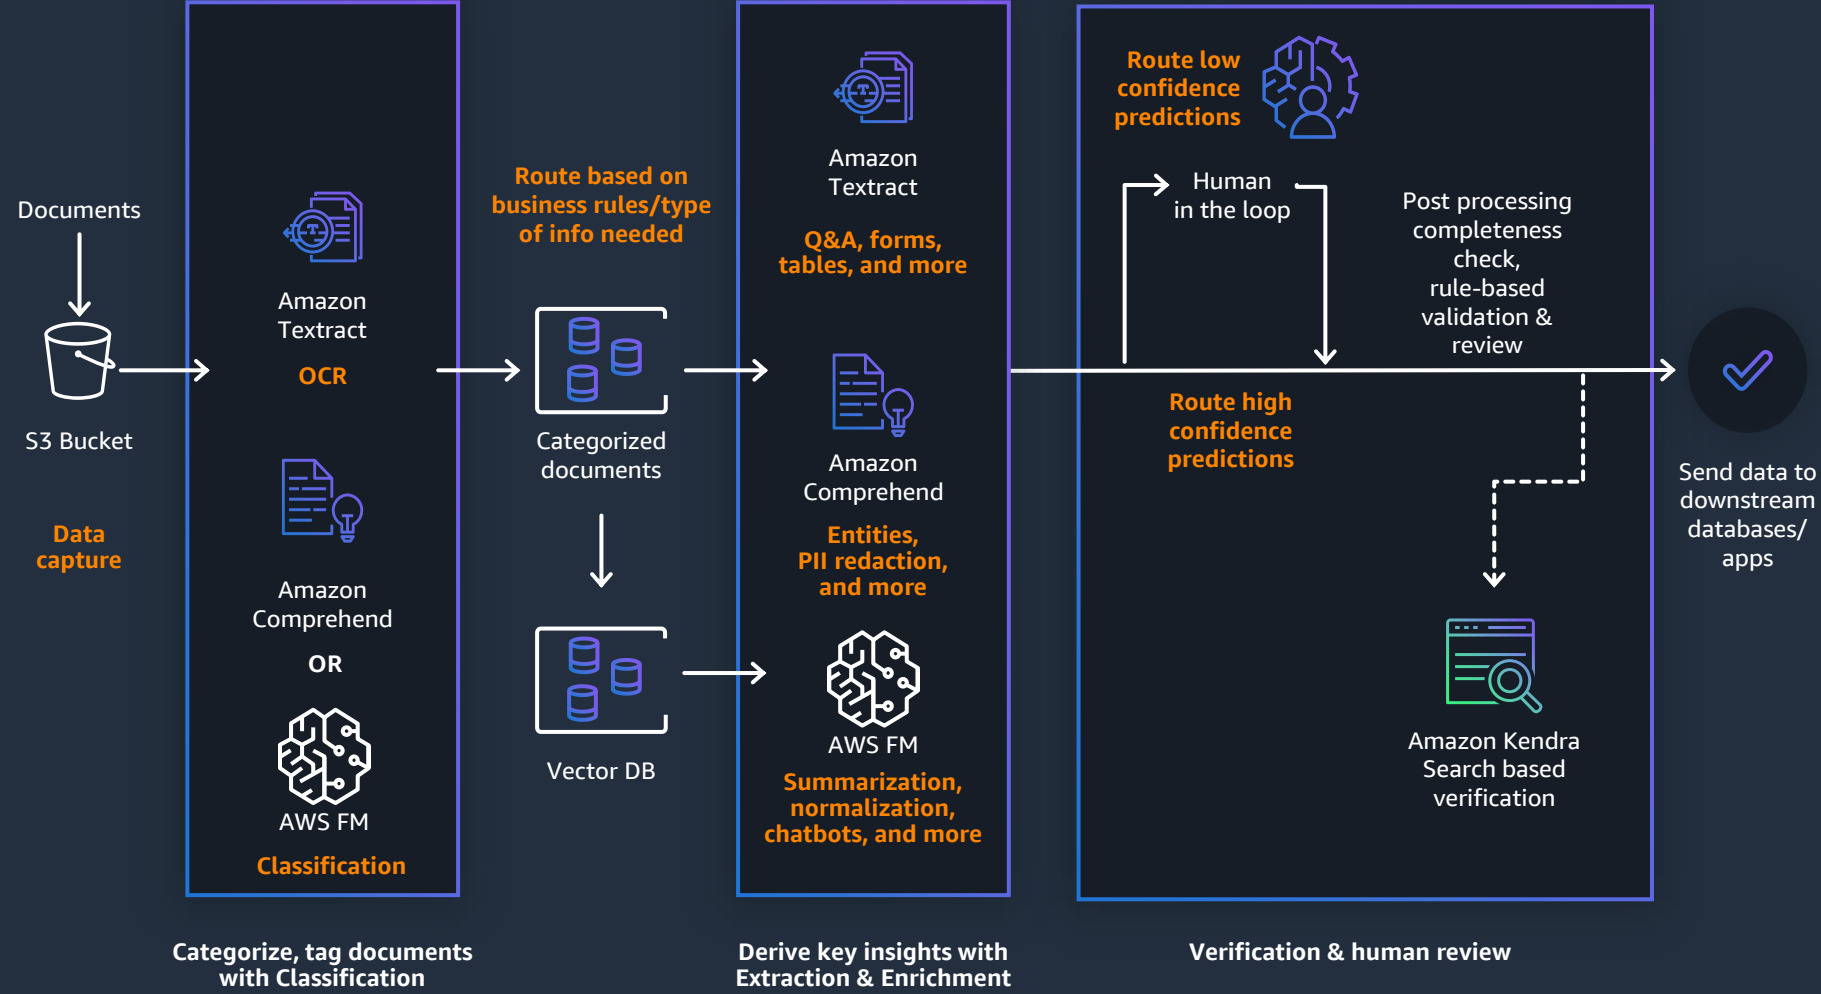 Documents
S3 Bucket
Data
capture
Amazon
Textract
OCR
Amazon
Comprehend
OR
AWS FM
Classification
Categorize, tag documents
with Classification
Route based on
business rules/type
of info needed
Categorized
documents
Vector DB
Amazon
Textract
Q&A, forms,
tables, and more
Amazon
Comprehend
Entities,
PII redaction,
and more
AWS FM
Summarization,
normalization,
chatbots, and more
Derive key insights with
Extraction & Enrichment
Route low
confidence
predictions
Human
in the loop
Route high
confidence
predictions
Post processing
completeness
check,
rule-based
validation &
review
Amazon Kendra
Search based
verification
Verification & human review
Send data to
downstream
databases/
apps